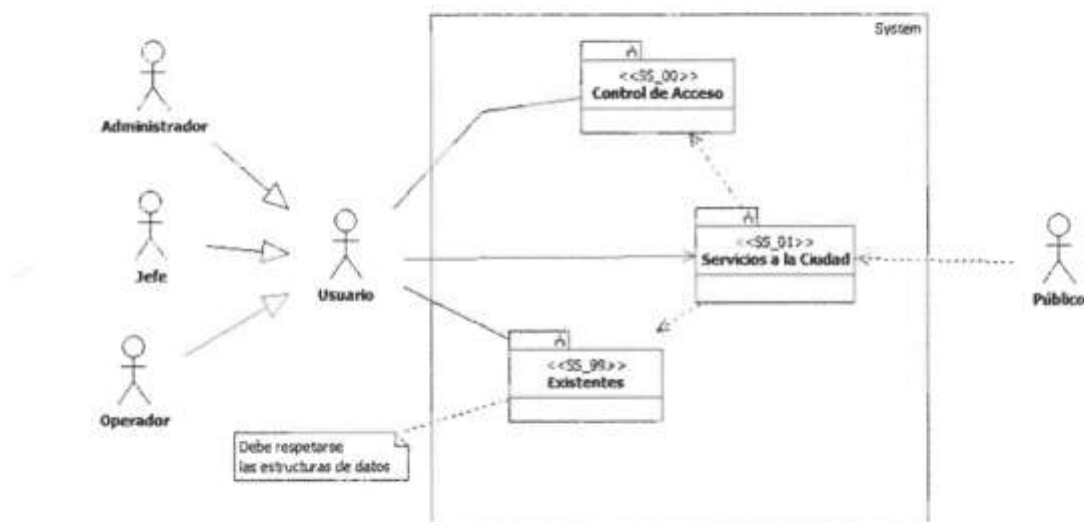 System
<<SS_00>>
Control de Acceso
Administrador
<<SS_01>>
Servicios a la Ciudad
Jefe
Usuario
Público
<<SS_99>>
Existentes
Operador
Debe respetarse
las estructuras de datos